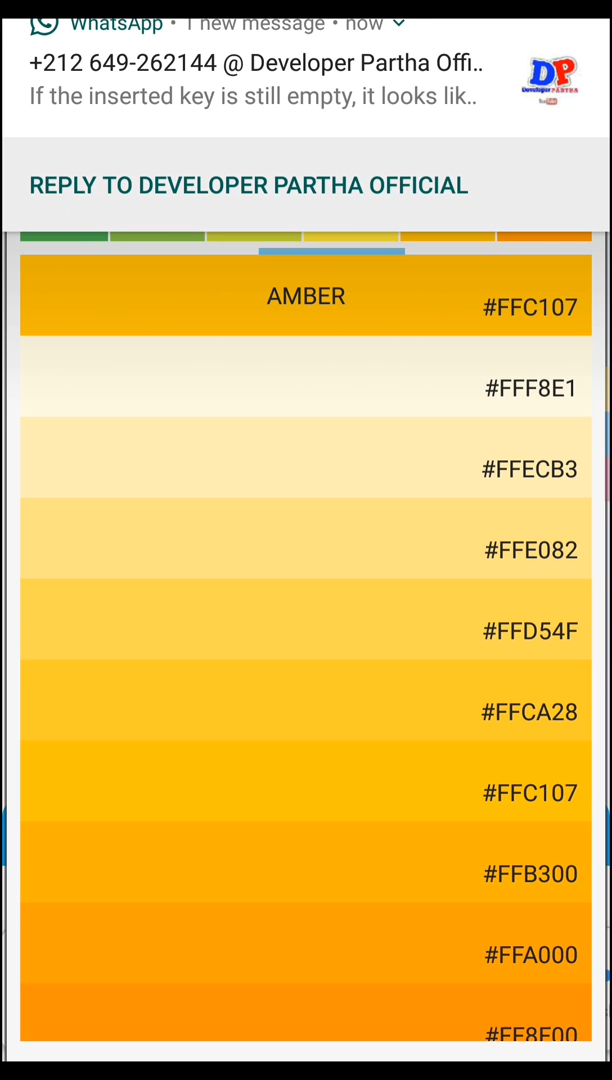 WhatsApp • 1 new message • now
+212 649-262144 @ Developer Partha Offi..
If the inserted key is still empty, it looks lik..
DP
Developer PARTHA
REPLY TO DEVELOPER PARTHA OFFICIAL
AMBER
#FFC107
#FFF8E1
#FFECB3
#FFE082
#FFD54F
#FFCA28
#FFC107
#FFB300
#FFA000
#FF8F00